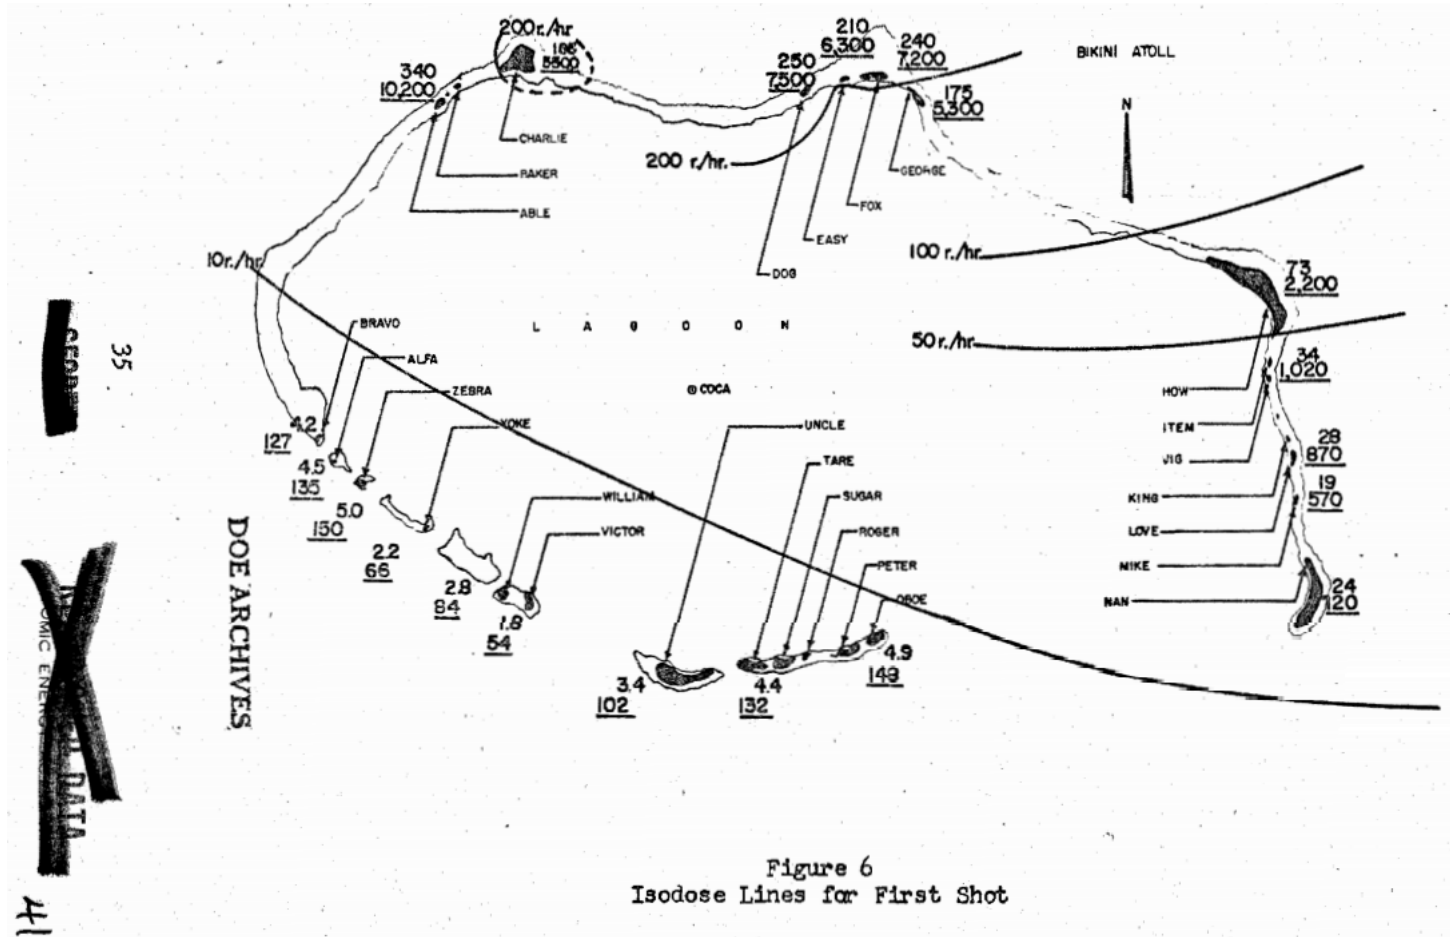 200 r./hr
210
6,300
240
7,200
BIKINI ATOLL
5500
340
10,200
250
7,500
175
5,300
N
CHARLIE
200 r./hr.
BAKER
GEORGE
ABLE
FOX
EASY
DOG
100 r./hr.
10 r./hr.
73
2,200
BRAVO
L A G O O N
50 r./hr.
35
ALFA
34
1,020
ZEBRA
COCA
HOW
4.2
127
YOKE
UNCLE
ITEM
28
870
4.5
135
TARE
JIG
19
570
5.0
150
WILLIAM
SUGAR
KING
VICTOR
ROGER
LOVE
2.2
66
PETER
MIKE
2.8
84
OBOE
NAN
24
120
1.8
54
4.9
148
3.4
102
4.4
132
DOE ARCHIVES
DATA
41
Figure 6
Isodose Lines for First Shot